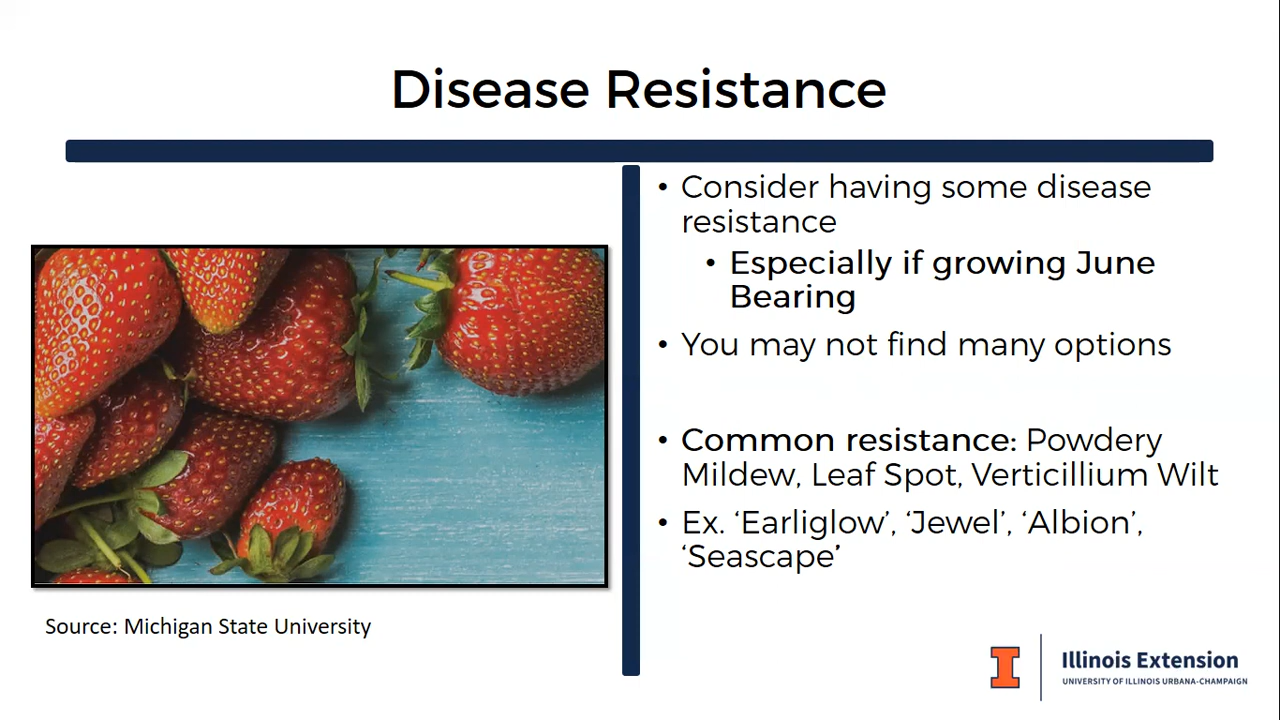 Disease Resistance
• Consider having some disease
resistance
• Especially if growing June
Bearing
• You may not find many options
• Common resistance: Powdery
Mildew, Leaf Spot, Verticillium Wilt
• Ex. ‘Earliglow’, ‘Jewel’, ‘Albion’,
‘Seascape’
Source: Michigan State University
I
Illinois Extension
UNIVERSITY OF ILLINOIS URBANA-CHAMPAIGN